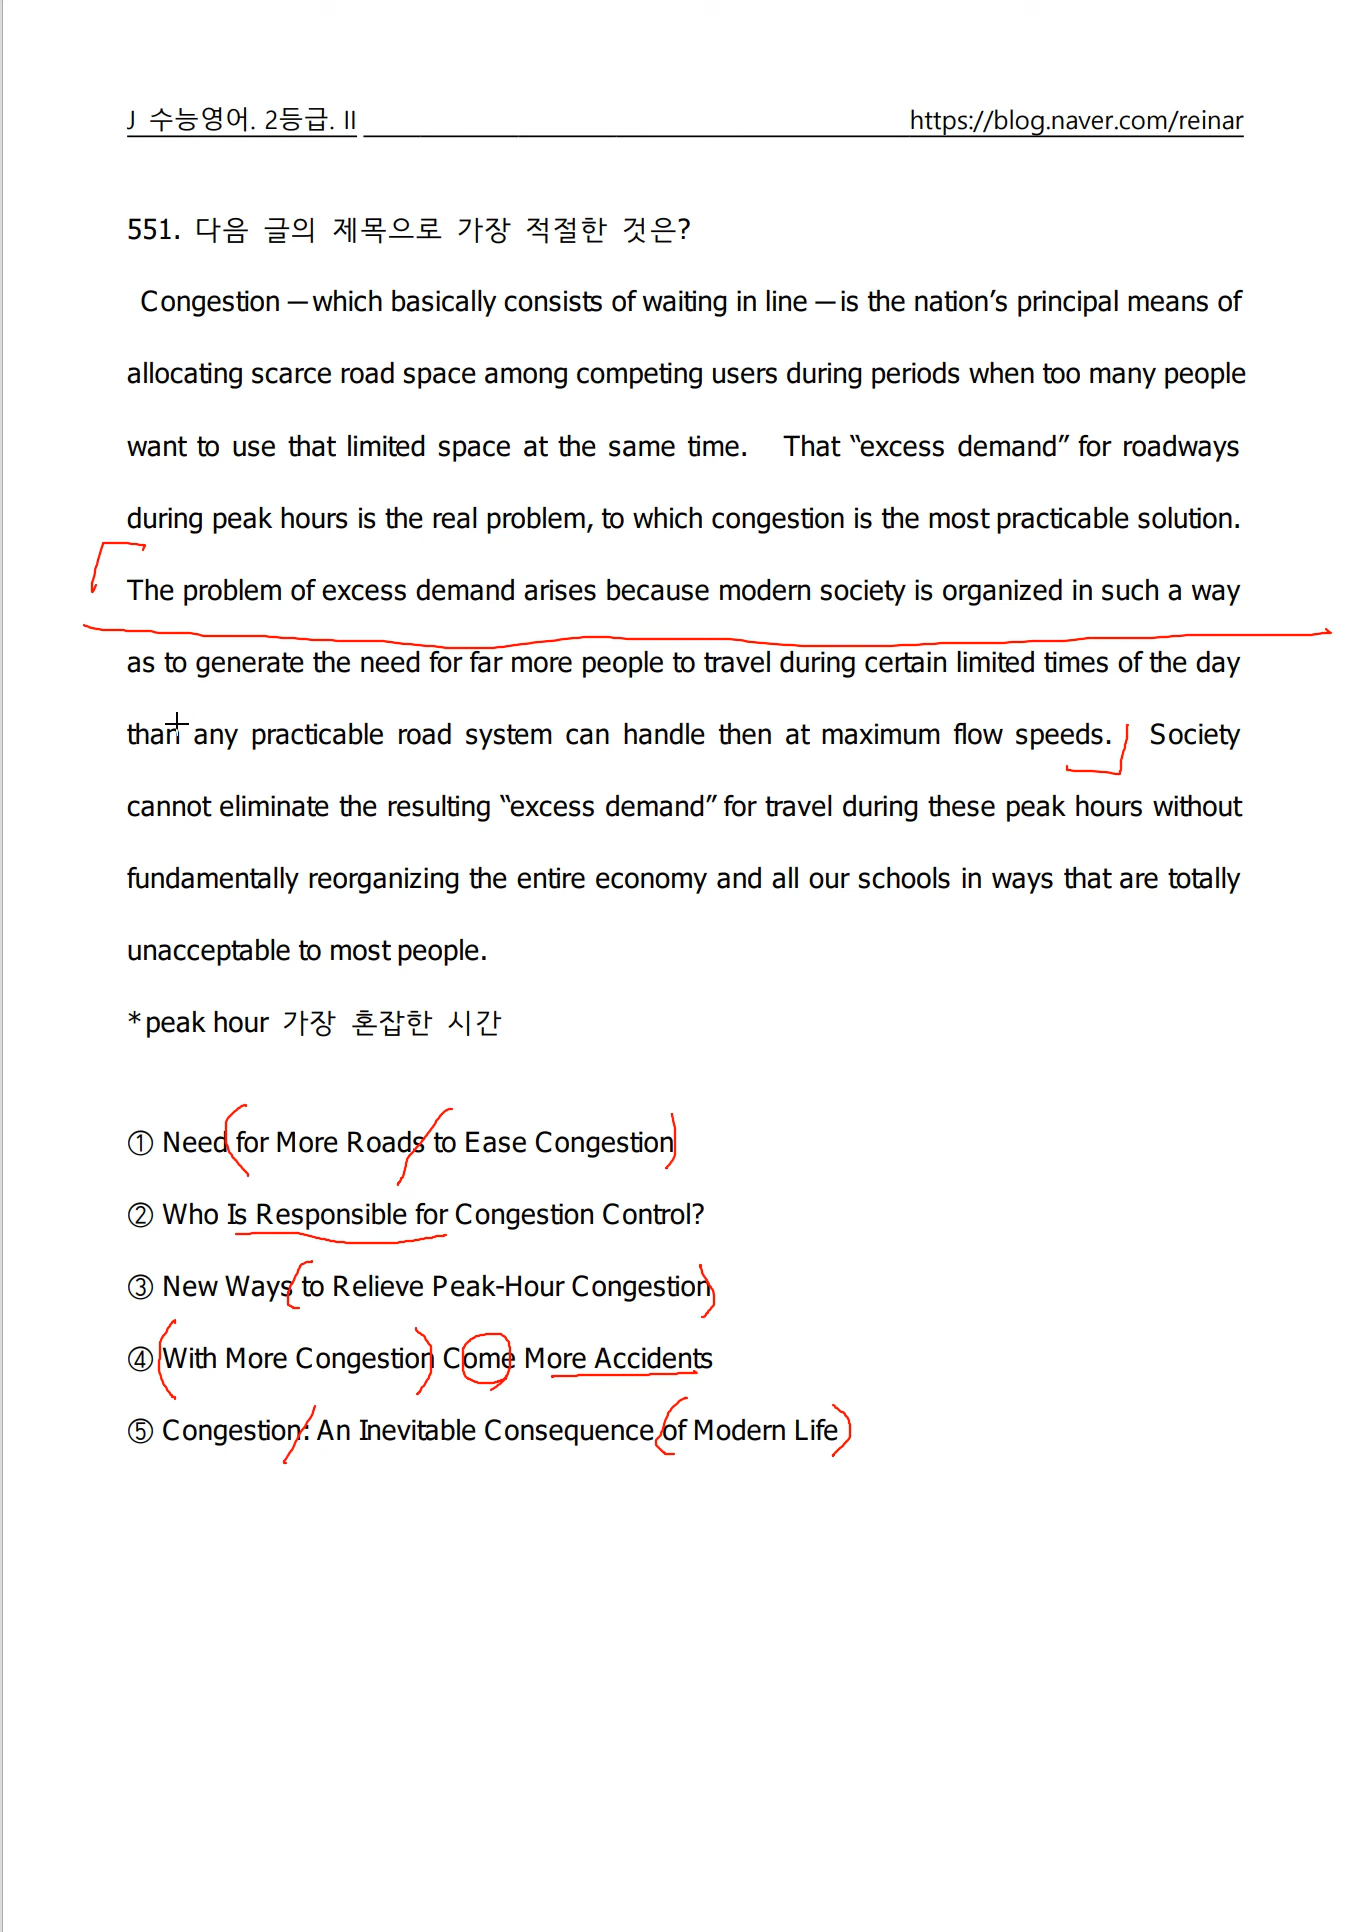 J 수능영어. 2등급. II https://blog.naver.com/reinar
551. 다음 글의 제목으로 가장 적절한 것은?
Congestion — which basically consists of waiting in line — is the nation’s principal means of
allocating scarce road space among competing users during periods when too many people
want to use that limited space at the same time. That “excess demand” for roadways
during peak hours is the real problem, to which congestion is the most practicable solution.
The problem of excess demand arises because modern society is organized in such a way
as to generate the need for far more people to travel during certain limited times of the day
than any practicable road system can handle then at maximum flow speeds. Society
cannot eliminate the resulting “excess demand” for travel during these peak hours without
fundamentally reorganizing the entire economy and all our schools in ways that are totally
unacceptable to most people.
*peak hour 가장 혼잡한 시간
① Need for More Roads to Ease Congestion
② Who Is Responsible for Congestion Control?
③ New Ways to Relieve Peak-Hour Congestion
④ With More Congestion Come More Accidents
⑤ Congestion: An Inevitable Consequence of Modern Life